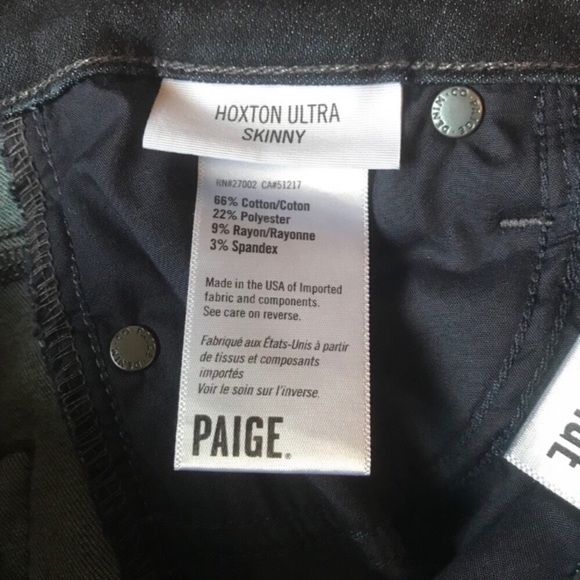 HOXTON ULTRA
SKINNY
RN#27002 CA#51217
66% Cotton/Coton
22% Polyester
9% Rayon/Rayonne
3% Spandex
Made in the USA of Imported
fabric and components.
See care on reverse.
Fabriqué aux États-Unis à partir
de tissus et composants
importés
Voir le soin sur l'inverse.
PAIGE.
DENIM